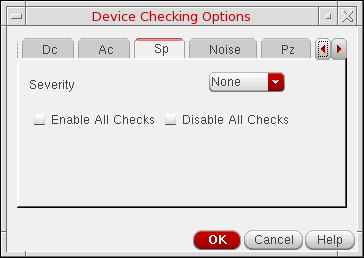 Device Checking Options
Dc Ac Sp Noise Pz
Severity None
Enable All Checks Disable All Checks
OK Cancel Help